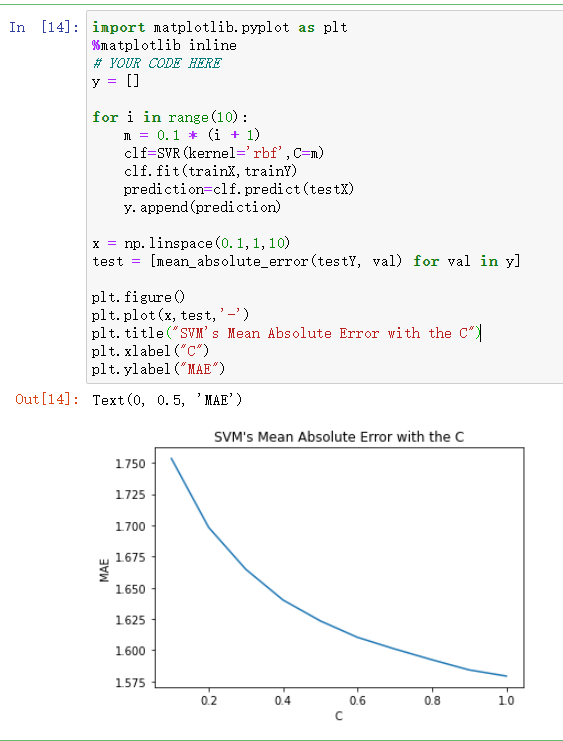 In [14]: import matplotlib.pyplot as plt
%matplotlib inline
# YOUR CODE HERE
y = []
for i in range(10):
    m = 0.1 * (i + 1)
    clf=SVR(kernel='rbf',C=m)
    clf.fit(trainX,trainY)
    prediction=clf.predict(testX)
    y.append(prediction)
x = np.linspace(0.1,1,10)
test = [mean_absolute_error(testY, val) for val in y]
plt.figure()
plt.plot(x,test,'-')
plt.title("SVM's Mean Absolute Error with the C")
plt.xlabel("C")
plt.ylabel("MAE")
Out[14]: Text(0, 0.5, 'MAE')
SVM's Mean Absolute Error with the C
1.750
1.725
1.700
1.675
1.650
1.625
1.600
1.575
MAE
0.2 0.4 0.6 0.8 1.0
C